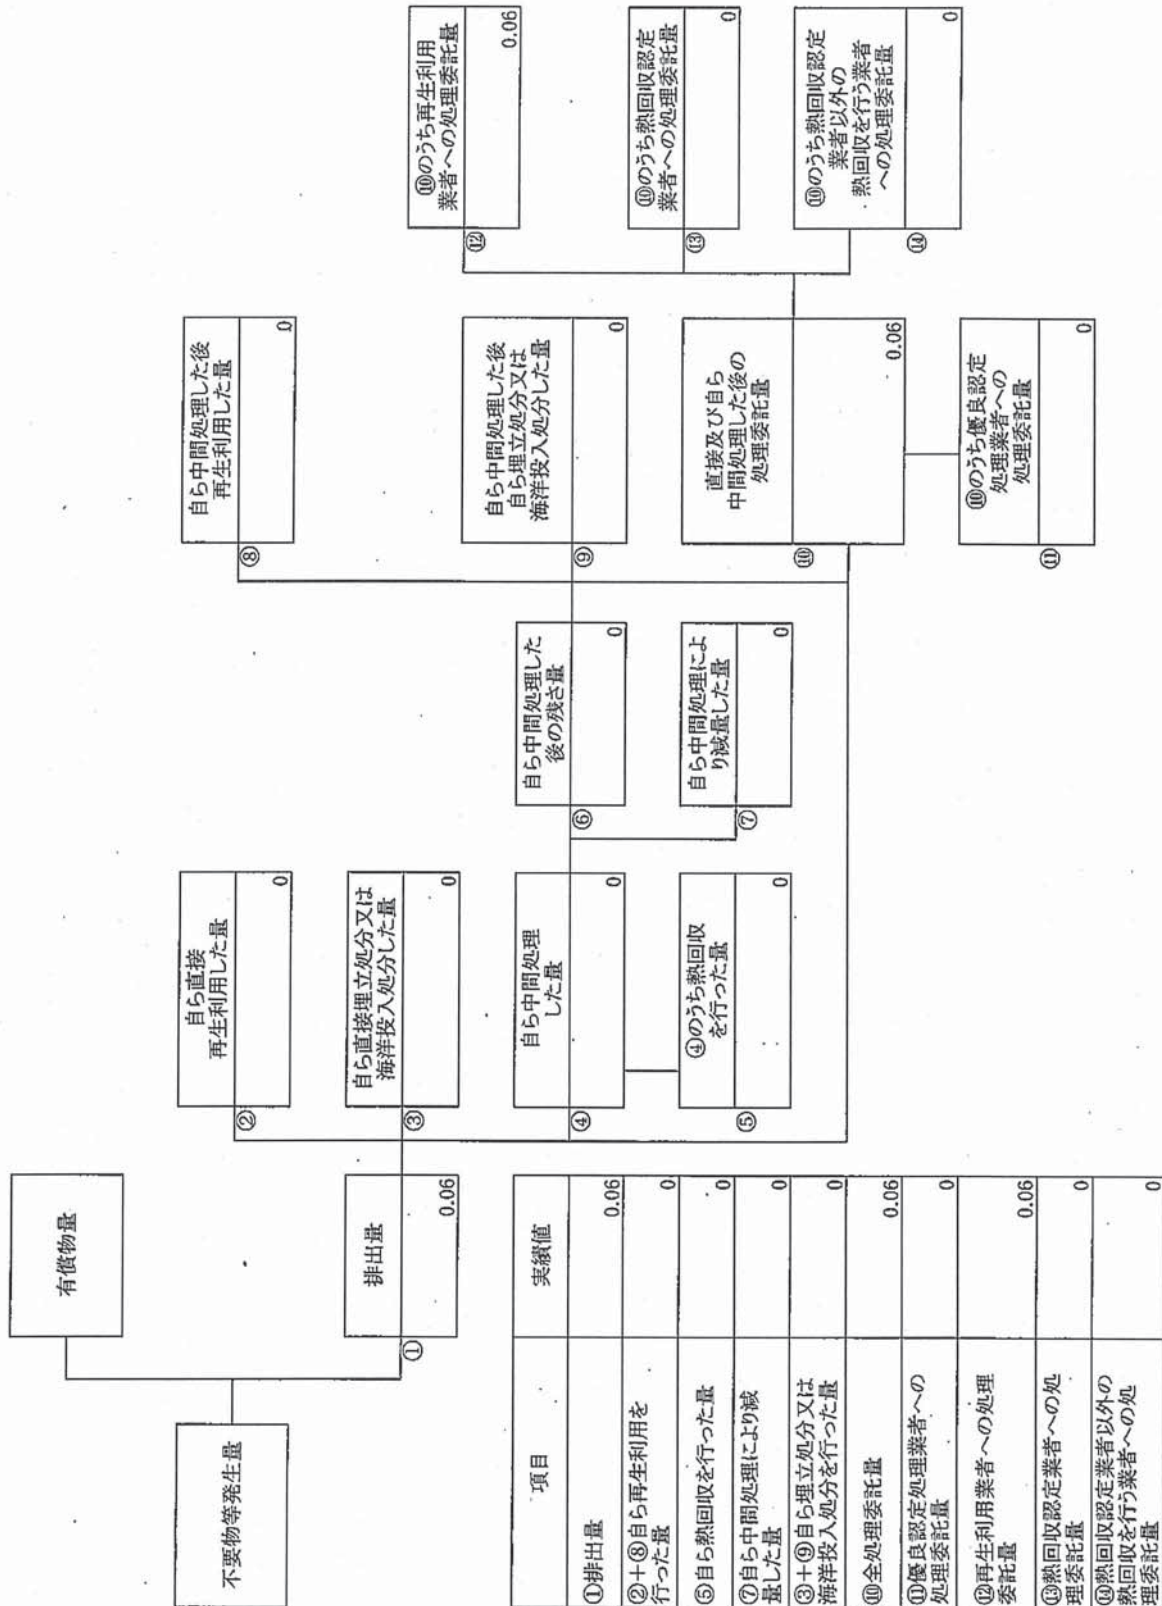 不要物等発生量
有償物量
①
排出量
0.06
②
自ら直接
再生利用した量
0
③
自ら直接埋立処分又は
海洋投入処分した量
0
④
自ら中間処理
した量
0
⑤
④のうち熱回収
を行った量
0
⑥
自ら中間処理した
後の残さ量
0
⑦
自ら中間処理によ
り減量した量
0
⑧
自ら中間処理した後
再生利用した量
0
⑨
自ら中間処理した後
自ら埋立処分又は
海洋投入処分した量
0
⑩
直接及び自ら
中間処理した後の
処理委託量
0.06
⑪
⑩のうち優良認定
処理業者への
処理委託量
0
⑫
⑩のうち再生利用
業者への処理委託量
0.06
⑬
⑩のうち熱回収認定
業者への処理委託量
0
⑭
⑩のうち熱回収認定
業者以外の
熱回収を行う業者
への処理委託量
0
項目 実績値
①排出量 0.06
②+⑧自ら再生利用を
行った量 0
⑤自ら熱回収を行った量 0
⑦自ら中間処理により減
量した量 0
③+⑨自ら埋立処分又は
海洋投入処分を行った量 0
⑩全処理委託量 0.06
⑪優良認定処理業者への
処理委託量 0
⑫再生利用業者への処理
委託量 0.06
⑬熱回収認定業者への処
理委託量 0
⑭熱回収認定業者以外の
熱回収を行う業者への処
理委託量 0